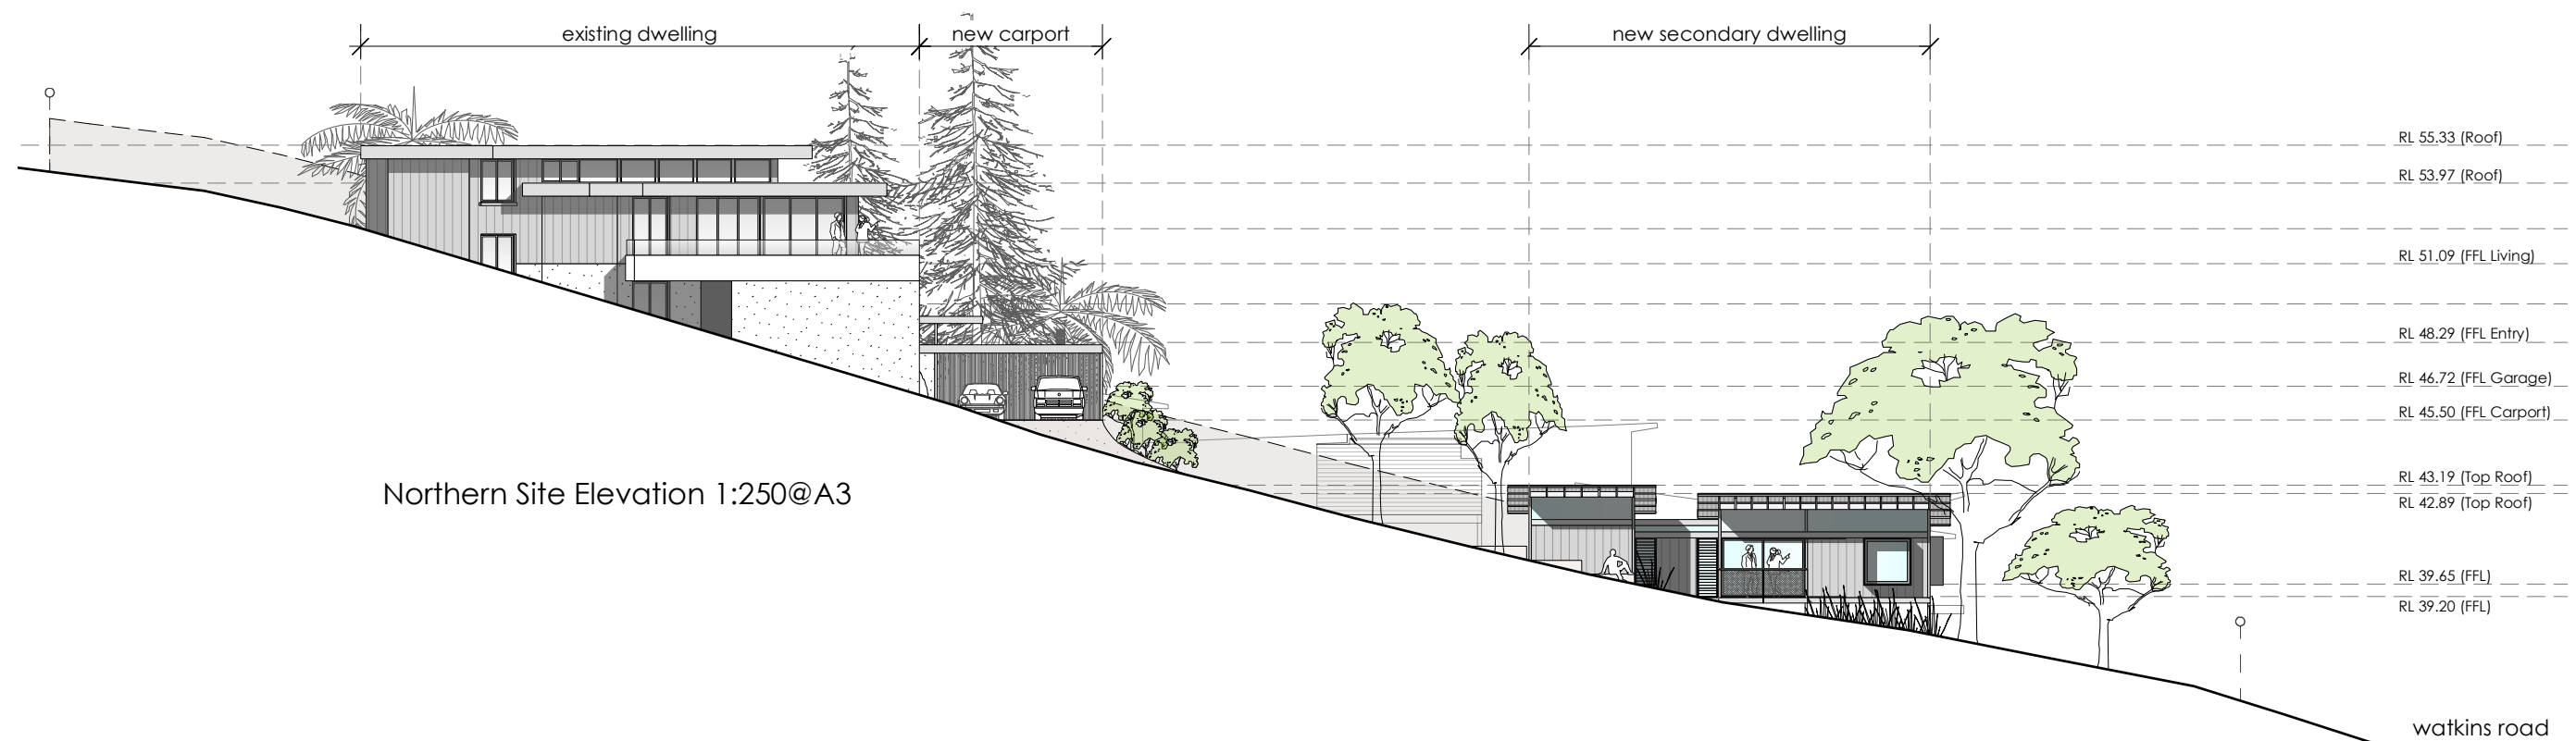 existing dwelling
new carport
new secondary dwelling
RL 55.33 (Roof)
RL 53.97 (Roof)
RL 51.09 (FFL Living)
RL 48.29 (FFL Entry)
RL 46.72 (FFL Garage)
RL 45.50 (FFL Carport)
RL 43.19 (Top Roof)
RL 42.89 (Top Roof)
Northern Site Elevation 1:250@A3
RL 39.65 (FFL)
RL 39.20 (FFL)
watkins road